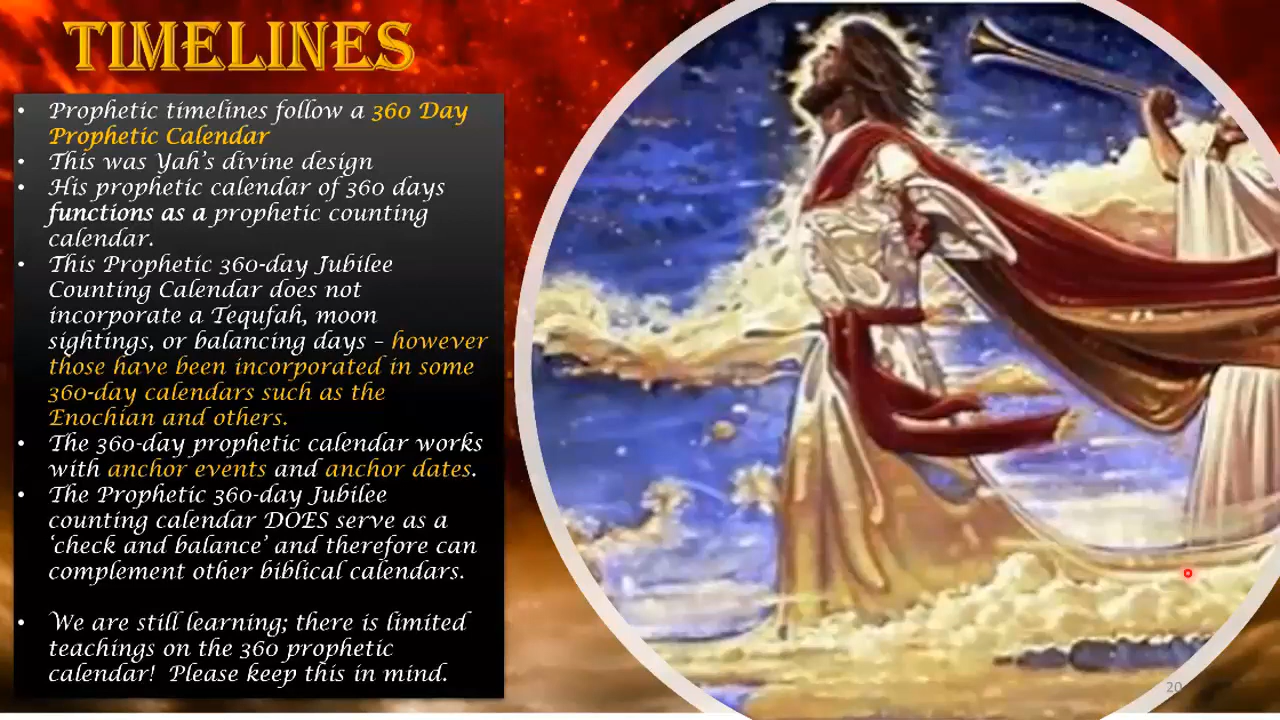 TIMELINES
• Prophetic timelines follow a 360 Day
Prophetic Calendar
• This was Yah's divine design
• His prophetic calendar of 360 days
functions as a prophetic counting
calendar.
• This Prophetic 360-day Jubilee
Counting Calendar does not
incorporate a Tequfah, moon
sightings, or balancing days – however
those have been incorporated in some
360-day calendars such as the
Enochian and others.
• The 360-day prophetic calendar works
with anchor events and anchor dates.
• The Prophetic 360-day Jubilee
counting calendar DOES serve as a
‘check and balance’ and therefore can
complement other biblical calendars.
• We are still learning; there is limited
teachings on the 360 prophetic
calendar! Please keep this in mind.
20